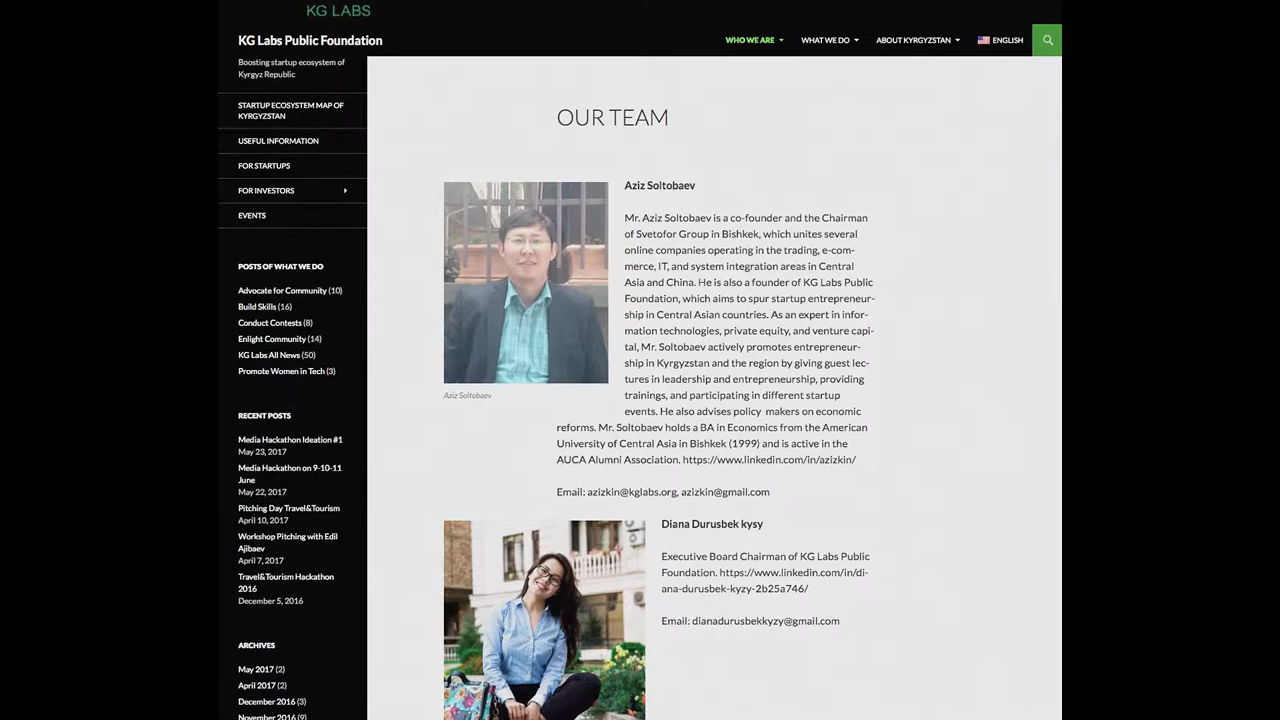 KG LABS
KG Labs Public Foundation
WHO WE ARE
WHAT WE DO
ABOUT KYRGYZSTAN
ENGLISH
Boosting startup ecosystem of
Kyrgyz Republic
STARTUP ECOSYSTEM MAP OF
KYRGYZSTAN
USEFUL INFORMATION
FOR STARTUPS
FOR INVESTORS
EVENTS
POSTS OF WHAT WE DO
Advocate for Community (10)
Build Skills (16)
Conduct Contests (8)
Enlight Community (14)
KG Labs All News (50)
Promote Women in Tech (3)
RECENT POSTS
Media Hackathon Ideation #1
May 23, 2017
Media Hackathon on 9-10-11
June
May 22, 2017
Pitching Day Travel&Tourism
April 10, 2017
Workshop Pitching with Edil
Ajibaev
April 7, 2017
Travel&Tourism Hackathon
2016
December 5, 2016
ARCHIVES
May 2017 (2)
April 2017 (2)
December 2016 (3)
November 2016 (9)
OUR TEAM
Aziz Soltobaev
Aziz Soltobaev
Mr. Aziz Soltobaev is a co-founder and the Chairman
of Svetofor Group in Bishkek, which unites several
online companies operating in the trading, e-com-
merce, IT, and system integration areas in Central
Asia and China. He is also a founder of KG Labs Public
Foundation, which aims to spur startup entrepreneur-
ship in Central Asian countries. As an expert in infor-
mation technologies, private equity, and venture capi-
tal, Mr. Soltobaev actively promotes entrepreneur-
ship in Kyrgyzstan and the region by giving guest lec-
tures in leadership and entrepreneurship, providing
trainings, and participating in different startup
events. He also advises policy makers on economic
reforms. Mr. Soltobaev holds a BA in Economics from the American
University of Central Asia in Bishkek (1999) and is active in the
AUCA Alumni Association. https://www.linkedin.com/in/azizkin/
Email: azizkin@kglabs.org, azizkin@gmail.com
Diana Durusbek kysy
Executive Board Chairman of KG Labs Public
Foundation. https://www.linkedin.com/in/di-
ana-durusbek-kyzy-2b25a746/
Email: dianadurusbekkyzy@gmail.com